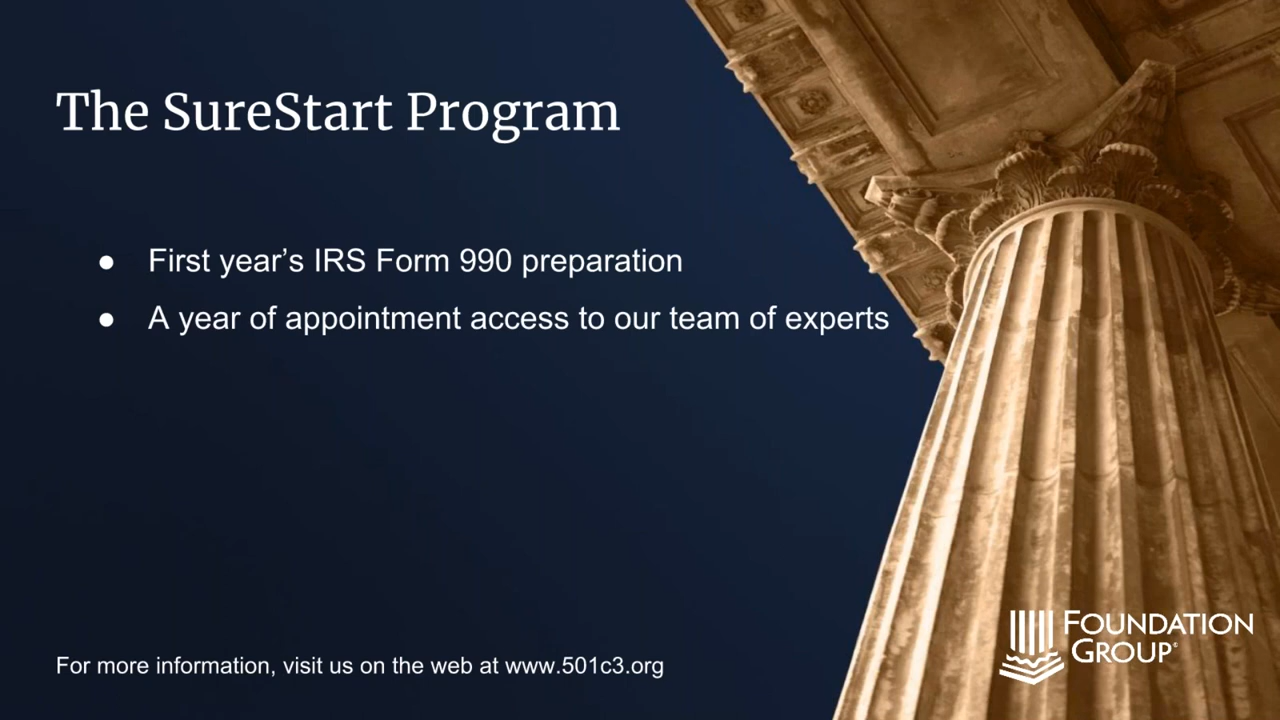 The SureStart Program
● First year’s IRS Form 990 preparation
● A year of appointment access to our team of experts
For more information, visit us on the web at www.501c3.org
FOUNDATION
GROUP®